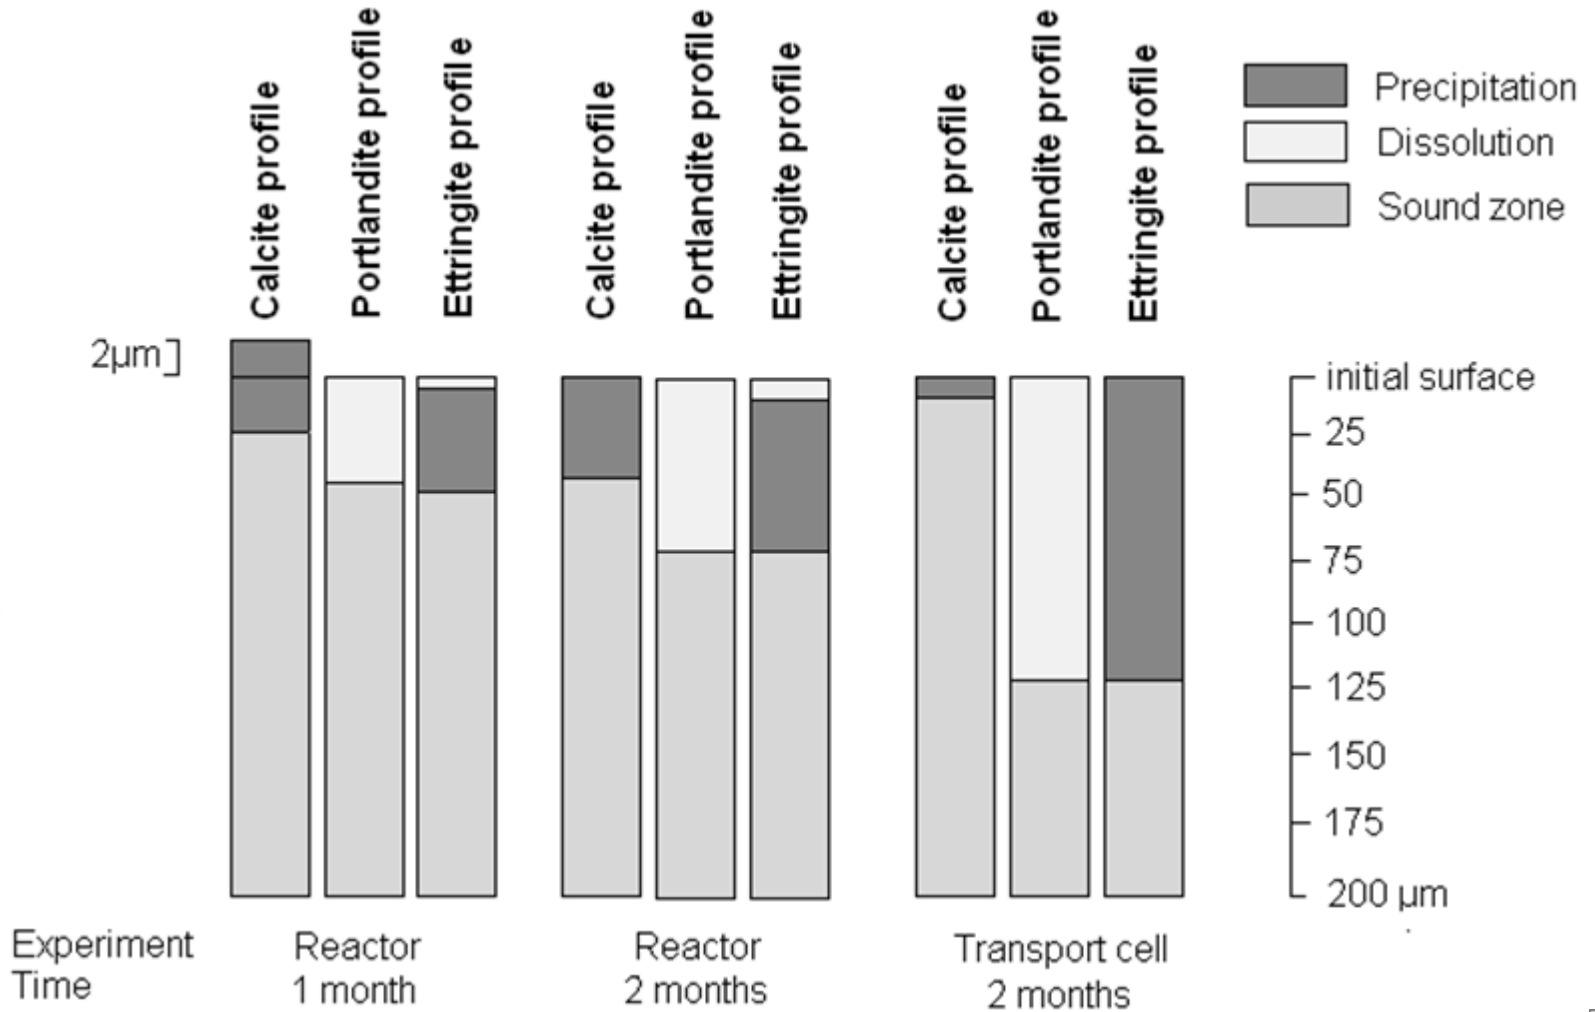 Calcite profile
Portlandite profile
Ettringite profile
Calcite profile
Portlandite profile
Ettringite profile
Calcite profile
Portlandite profile
Ettringite profile
Precipitation
Dissolution
Sound zone
2µm
initial surface
25
50
75
100
125
150
175
200 µm
Experiment
Time
Reactor
1 month
Reactor
2 months
Transport cell
2 months